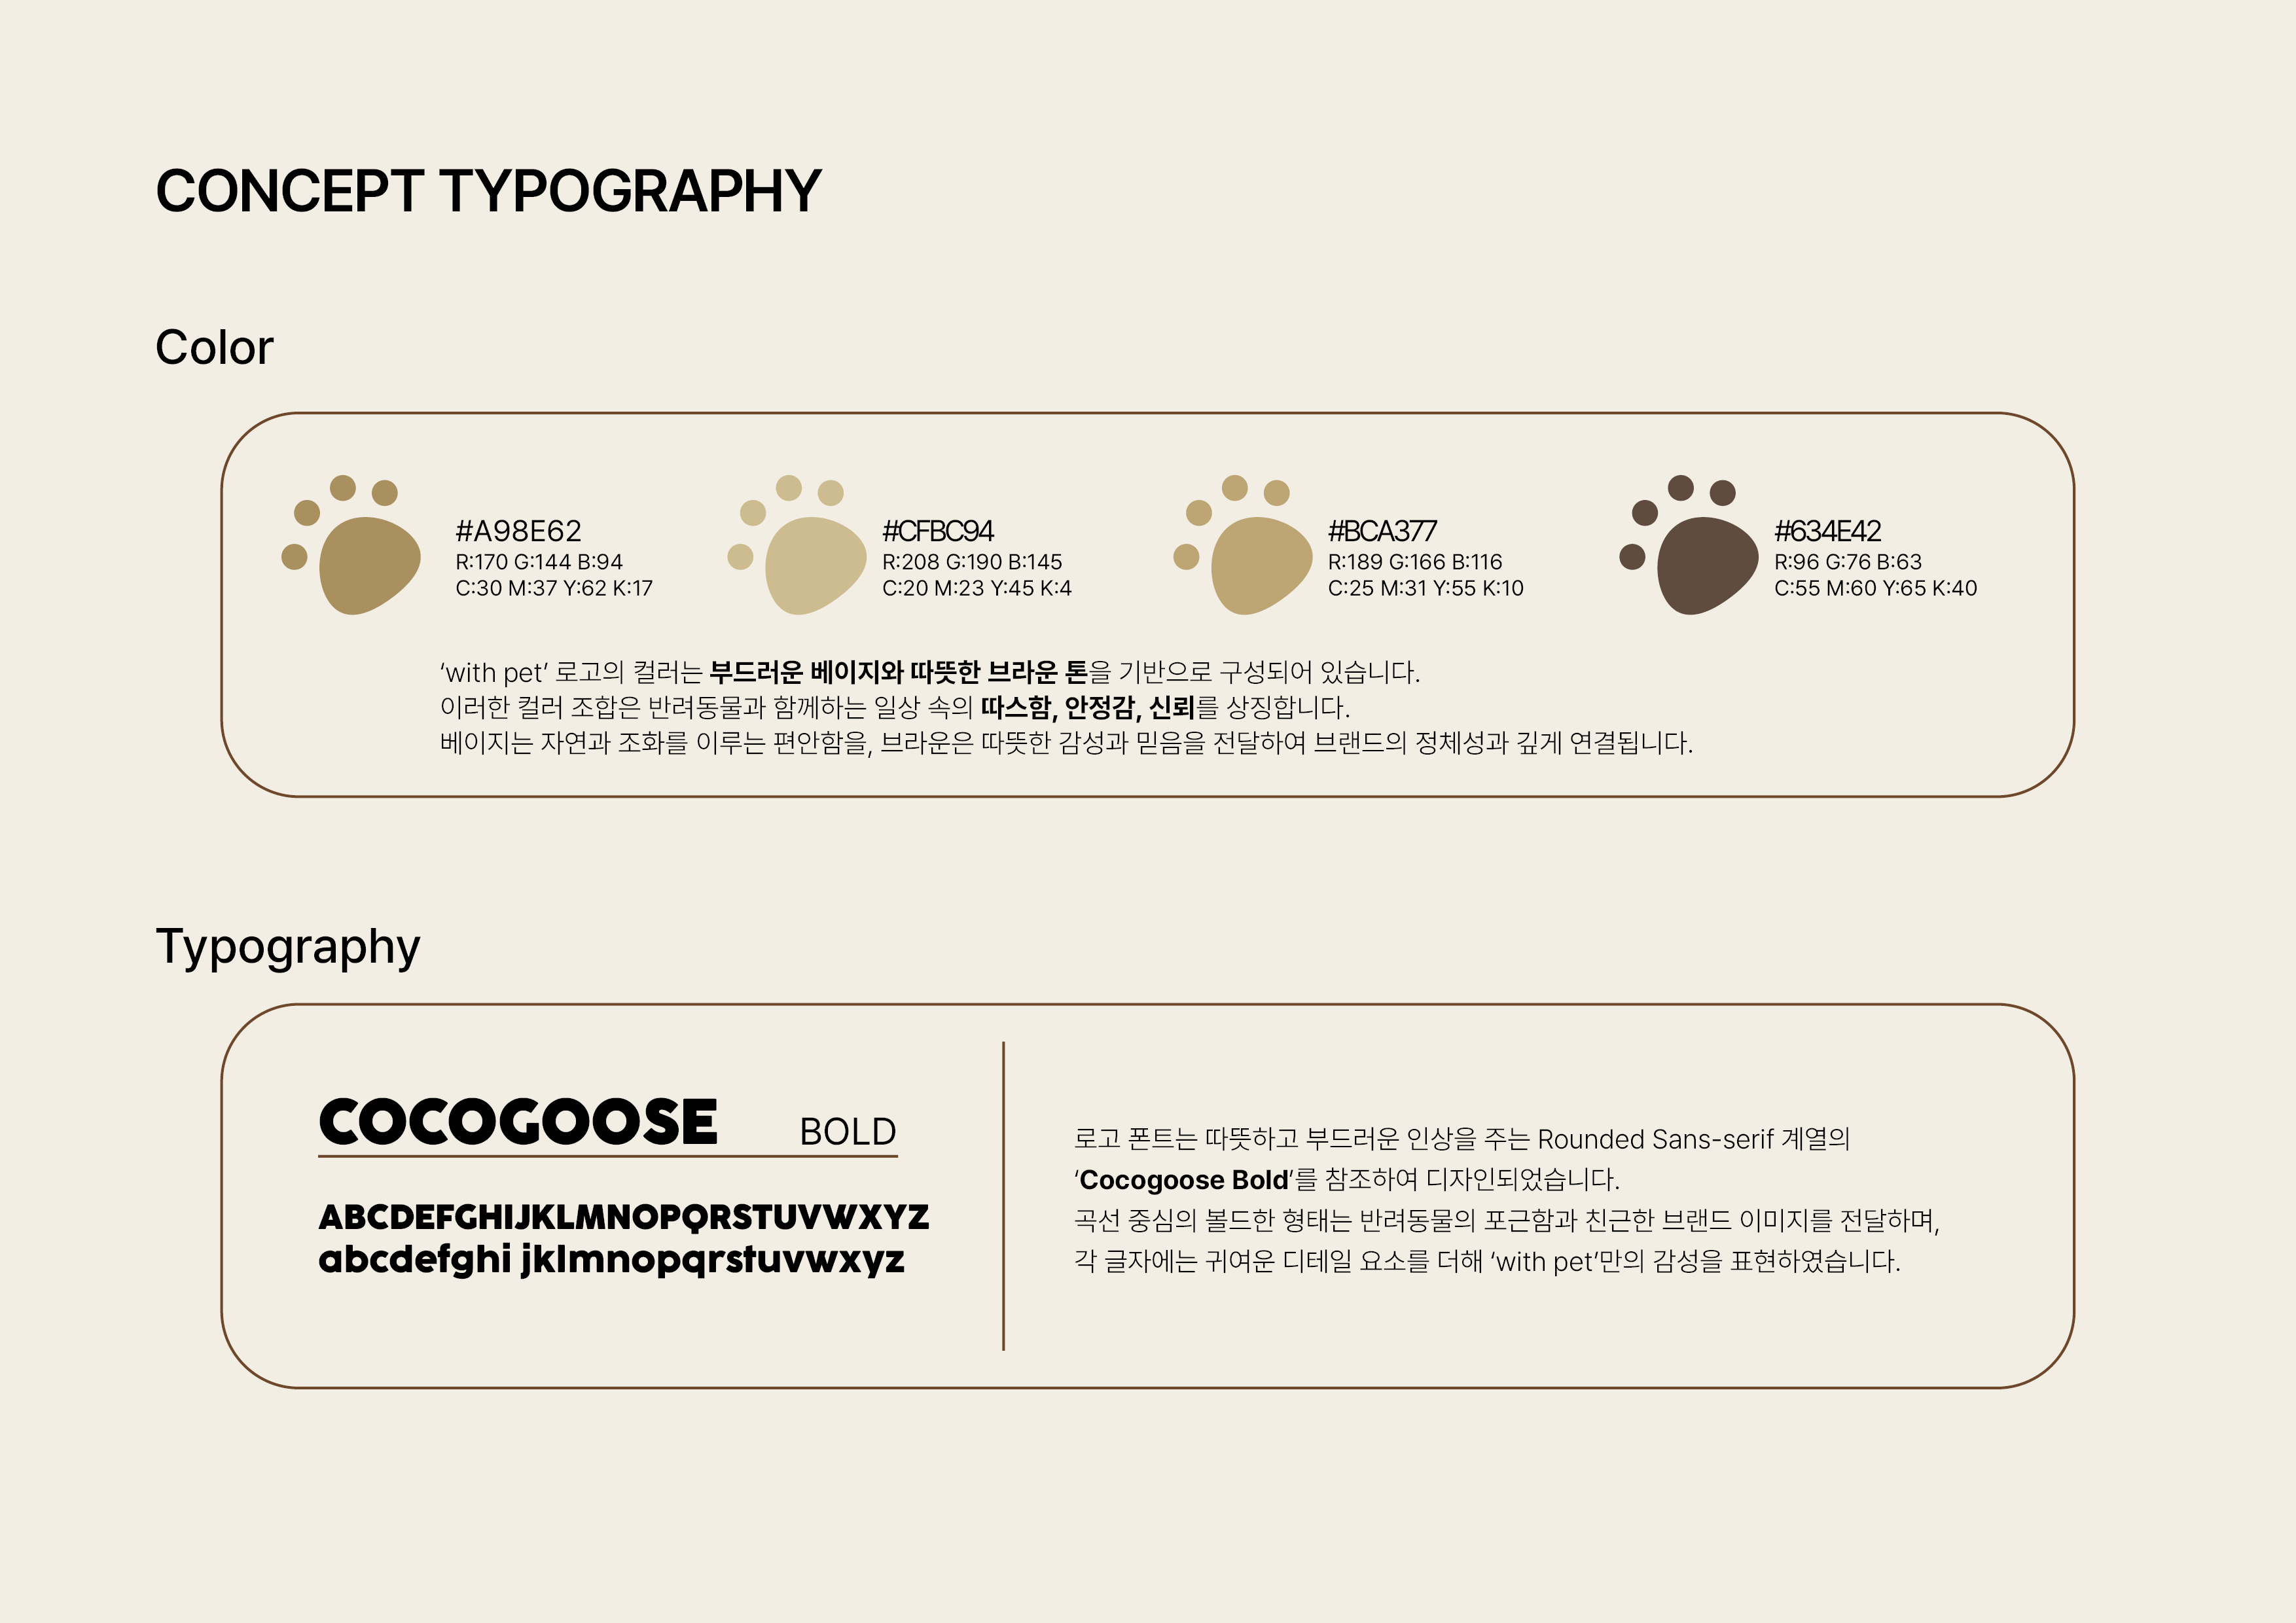 CONCEPT TYPOGRAPHY
Color
#A98E62
R:170 G:144 B:94
C:30 M:37 Y:62 K:17
#CFBC94
R:208 G:190 B:145
C:20 M:23 Y:45 K:4
#BCA377
R:189 G:166 B:116
C:25 M:31 Y:55 K:10
#634E42
R:96 G:76 B:63
C:55 M:60 Y:65 K:40
‘with pet’ 로고의 컬러는 부드러운 베이지와 따뜻한 브라운 톤을 기반으로 구성되어 있습니다.
이러한 컬러 조합은 반려동물과 함께하는 일상 속의 따스함, 안정감, 신뢰를 상징합니다.
베이지는 자연과 조화를 이루는 편안함을, 브라운은 따뜻한 감성과 믿음을 전달하여 브랜드의 정체성과 깊게 연결됩니다.
Typography
COCOGOOSE BOLD
ABCDEFGHIJKLMNOPQRSTUVWXYZ
abcdefghi jklmnopqrstuvwxyz
로고 폰트는 따뜻하고 부드러운 인상을 주는 Rounded Sans-serif 계열의
‘Cocogoose Bold’를 참조하여 디자인되었습니다.
곡선 중심의 볼드한 형태는 반려동물의 포근함과 친근한 브랜드 이미지를 전달하며,
각 글자에는 귀여운 디테일 요소를 더해 ‘with pet’만의 감성을 표현하였습니다.